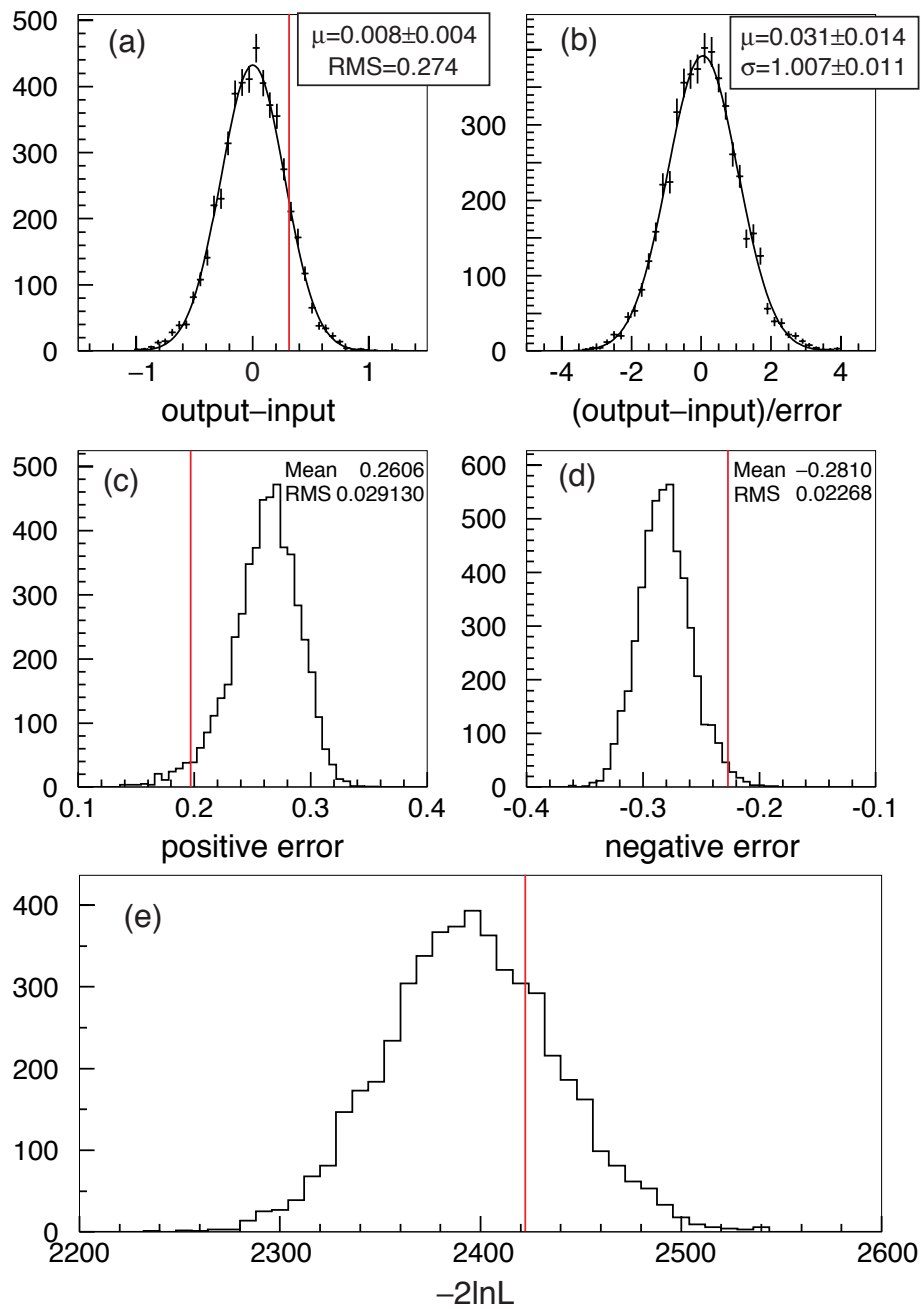 (a)
μ=0.008±0.004
RMS=0.274
500
400
300
200
100
0
−1 0 1
output−input
(b)
μ=0.031±0.014
σ=1.007±0.011
300
200
100
0
-4 -2 0 2 4
(output−input)/error
(c)
Mean 0.2606
RMS 0.029130
500
400
300
200
100
0
0.1 0.2 0.3 0.4
positive error
(d)
Mean −0.2810
RMS 0.02268
600
500
400
300
200
100
0
-0.4 -0.3 -0.2 -0.1
negative error
(e)
400
300
200
100
0
2200 2300 2400 2500 2600
−2lnL